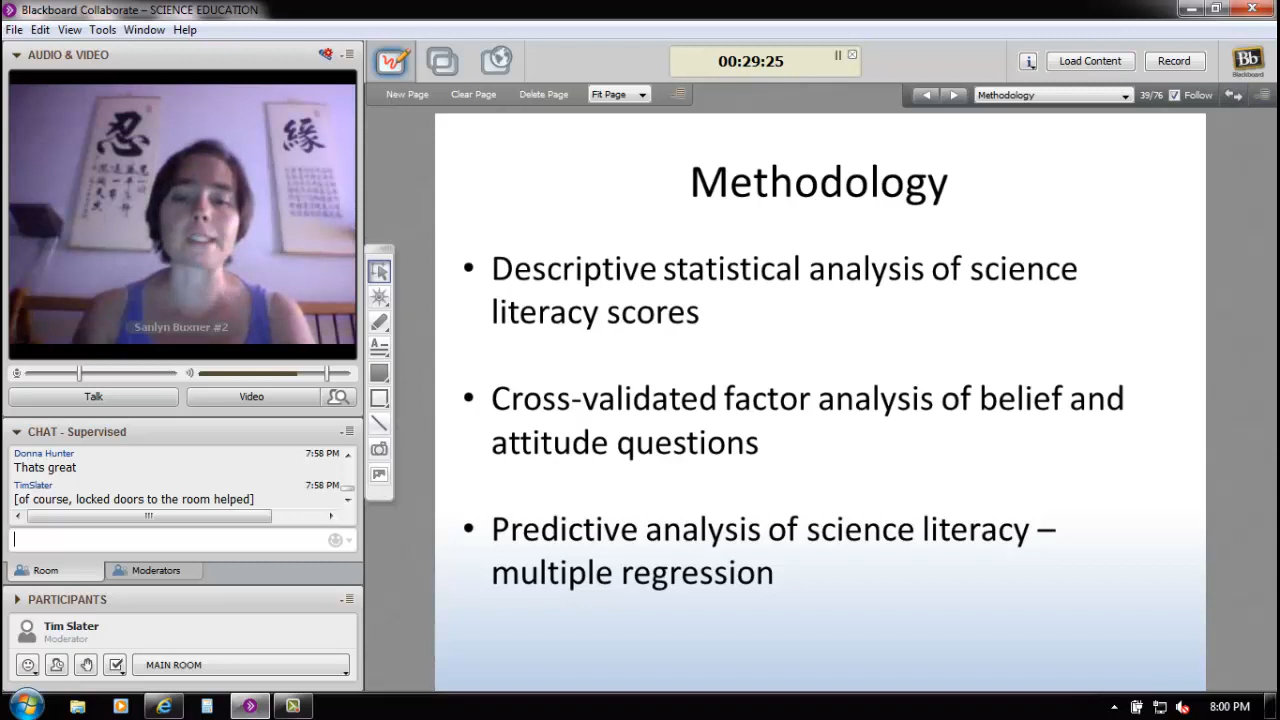 Blackboard Collaborate – SCIENCE EDUCATION
File Edit View Tools Window Help
AUDIO & VIDEO
忍
緣
Sanlyn Buxner #2
Talk
Video
CHAT - Supervised
Donna Hunter 7:58 PM
Thats great
TimSlater 7:58 PM
[of course, locked doors to the room helped]
Room
Moderators
PARTICIPANTS
Tim Slater
Moderator
MAIN ROOM
00:29:25
Load Content
Record
Bb
Blackboard
New Page Clear Page Delete Page Fit Page
Methodology 39/76 Follow
Methodology
• Descriptive statistical analysis of science
literacy scores
• Cross-validated factor analysis of belief and
attitude questions
• Predictive analysis of science literacy –
multiple regression
8:00 PM